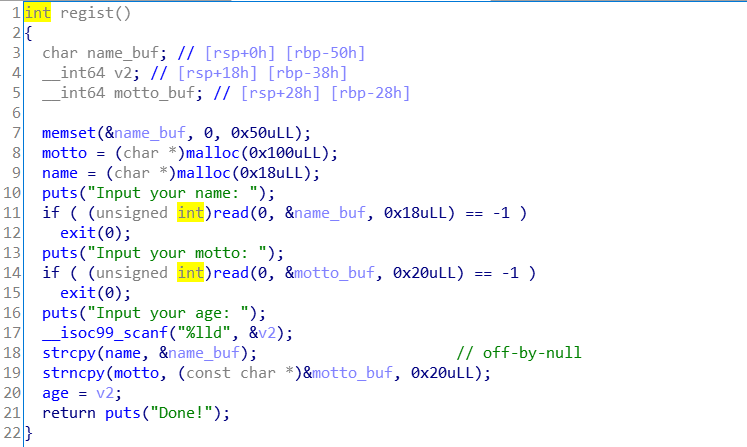 1 int regist()
2 {
3 char name_buf; // [rsp+0h] [rbp-50h]
4 __int64 v2; // [rsp+18h] [rbp-38h]
5 __int64 motto_buf; // [rsp+28h] [rbp-28h]
6
7 memset(&name_buf, 0, 0x50uLL);
8 motto = (char *)malloc(0x100uLL);
9 name = (char *)malloc(0x18uLL);
10 puts("Input your name: ");
11 if ( (unsigned int)read(0, &name_buf, 0x18uLL) == -1 )
12 exit(0);
13 puts("Input your motto: ");
14 if ( (unsigned int)read(0, &motto_buf, 0x20uLL) == -1 )
15 exit(0);
16 puts("Input your age: ");
17 __isoc99_scanf("%lld", &v2);
18 strcpy(name, &name_buf); // off-by-null
19 strncpy(motto, (const char *)&motto_buf, 0x20uLL);
20 age = v2;
21 return puts("Done!");
22 }